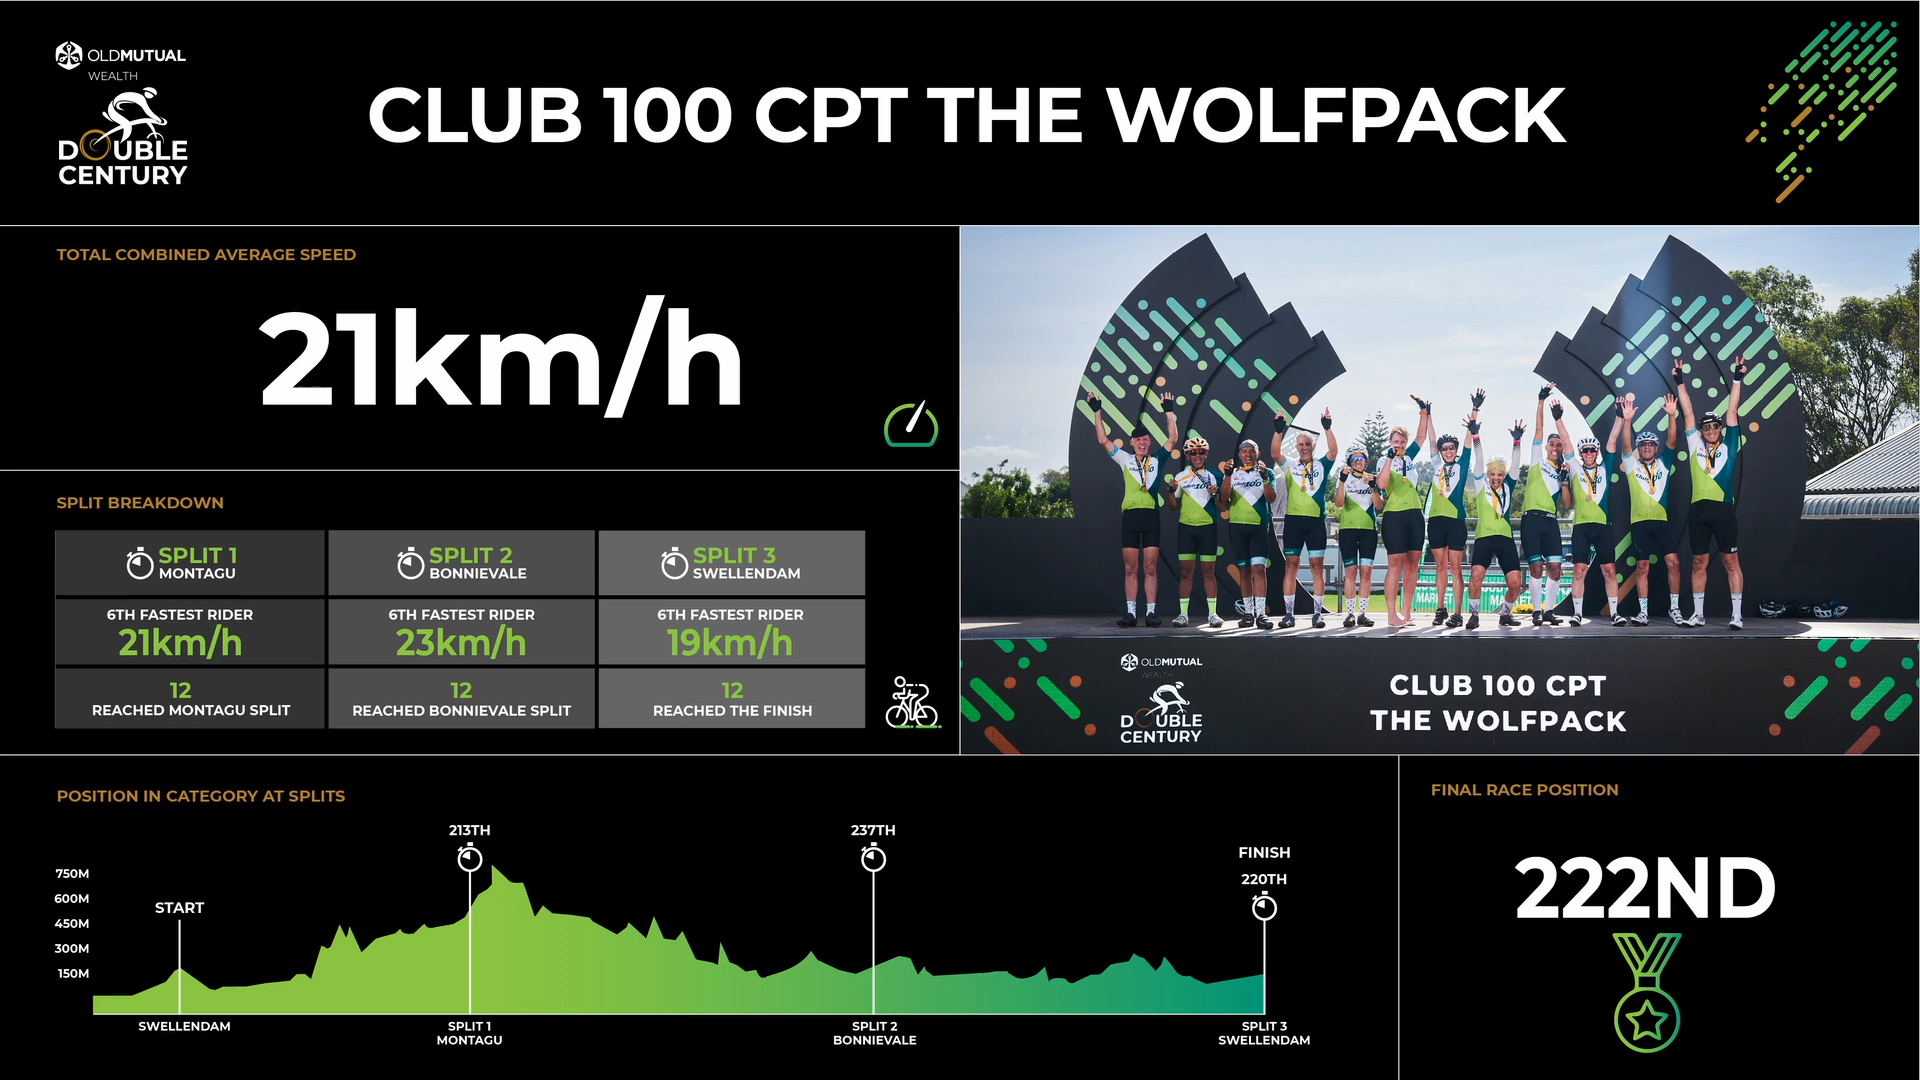 OLDMUTUAL
WEALTH
DOUBLE
CENTURY
CLUB 100 CPT THE WOLFPACK
TOTAL COMBINED AVERAGE SPEED
21km/h
SPLIT BREAKDOWN
SPLIT 1
MONTAGU
SPLIT 2
BONNIEVALE
SPLIT 3
SWELLENDAM
6TH FASTEST RIDER
21km/h
6TH FASTEST RIDER
23km/h
6TH FASTEST RIDER
19km/h
12
REACHED MONTAGU SPLIT
12
REACHED BONNIEVALE SPLIT
12
REACHED THE FINISH
MARKET
MARKET
OLDMUTUAL
WEALTH
DOUBLE
CENTURY
CLUB 100 CPT
THE WOLFPACK
POSITION IN CATEGORY AT SPLITS
750M
600M
450M
300M
150M
START
213TH
237TH
FINISH
220TH
SWELLENDAM
SPLIT 1
MONTAGU
SPLIT 2
BONNIEVALE
SPLIT 3
SWELLENDAM
FINAL RACE POSITION
222ND